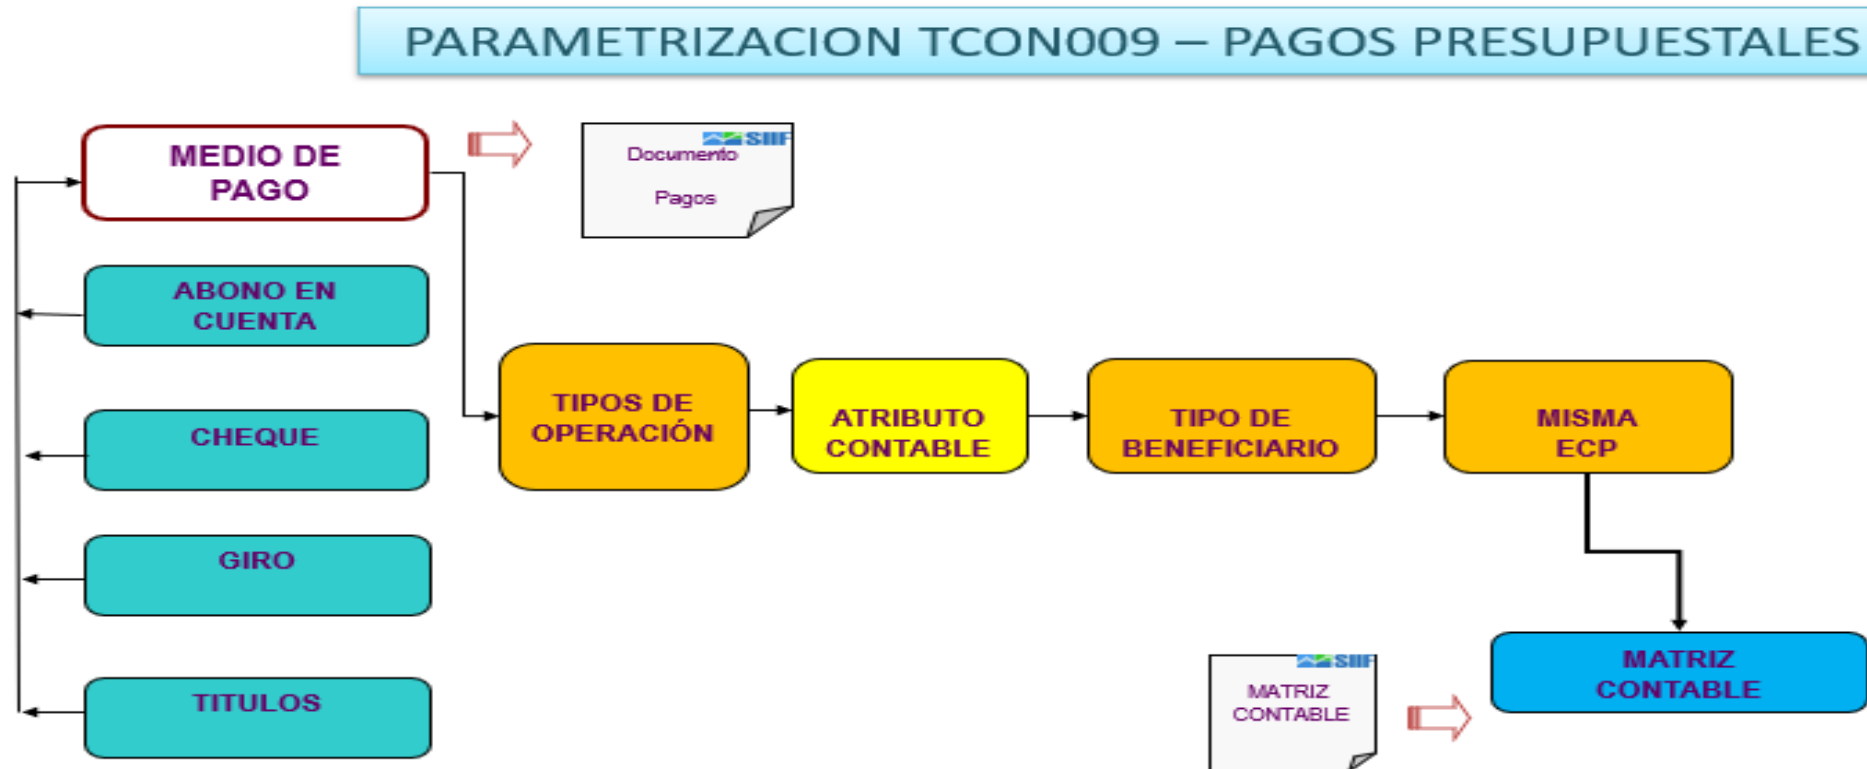 PARAMETRIZACION TCON009 – PAGOS PRESUPUESTALES
MEDIO DE
PAGO
SIIF
Documento
Pagos
ABONO EN
CUENTA
CHEQUE
GIRO
TITULOS
TIPOS DE
OPERACIÓN
ATRIBUTO
CONTABLE
TIPO DE
BENEFICIARIO
MISMA
ECP
SIIF
MATRIZ
CONTABLE
MATRIZ
CONTABLE